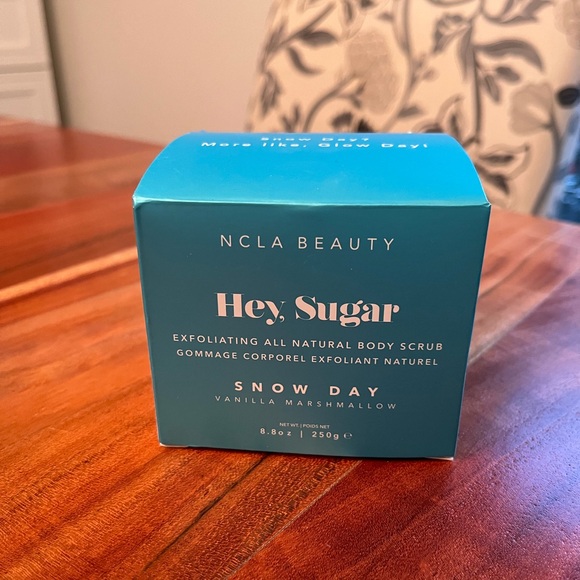 Snow Day?
More like, Glow Day!
NCLA BEAUTY
Hey, Sugar
EXFOLIATING ALL NATURAL BODY SCRUB
GOMMAGE CORPOREL EXFOLIANT NATUREL
SNOW DAY
VANILLA MARSHMALLOW
NET WT. | POIDS NET
8.8oz | 250g ℮